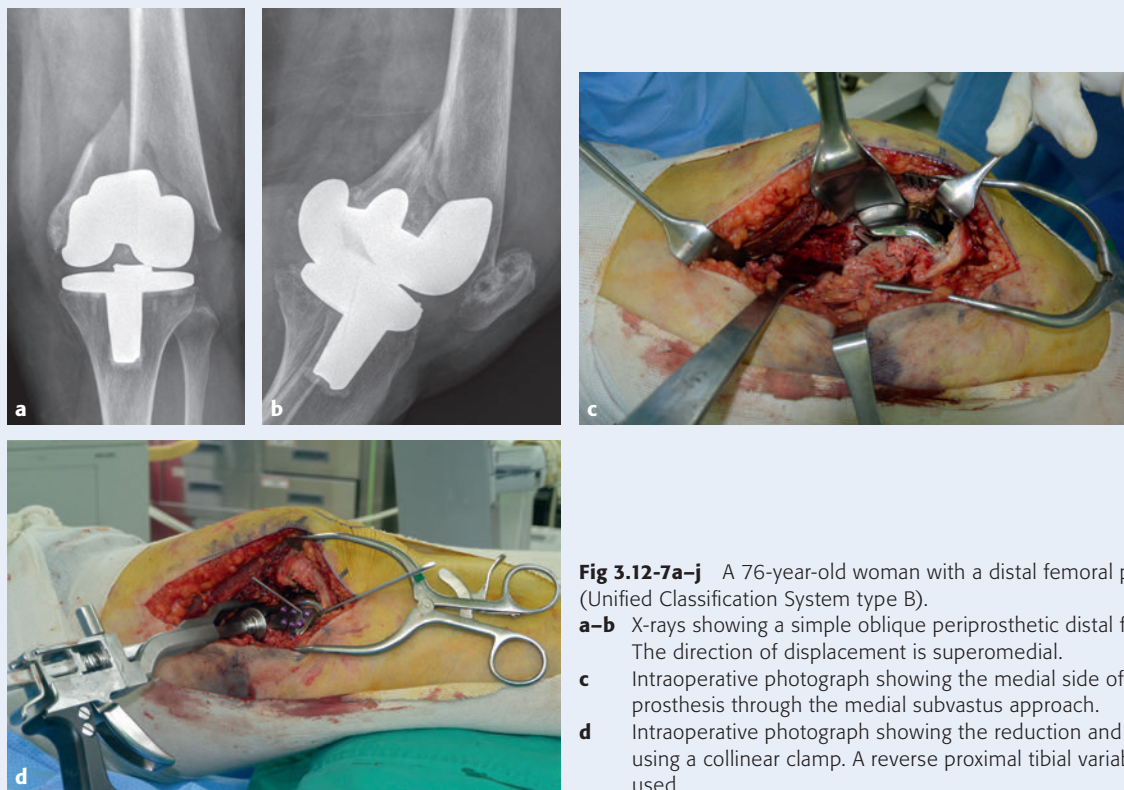 a
b
c
d
Fig 3.12-7a–j A 76-year-old woman with a distal femoral
(Unified Classification System type B).
a–b X-rays showing a simple oblique periprosthetic distal
The direction of displacement is superomedial.
c Intraoperative photograph showing the medial side of
prosthesis through the medial subvastus approach.
d Intraoperative photograph showing the reduction and
using a collinear clamp. A reverse proximal tibial
used.